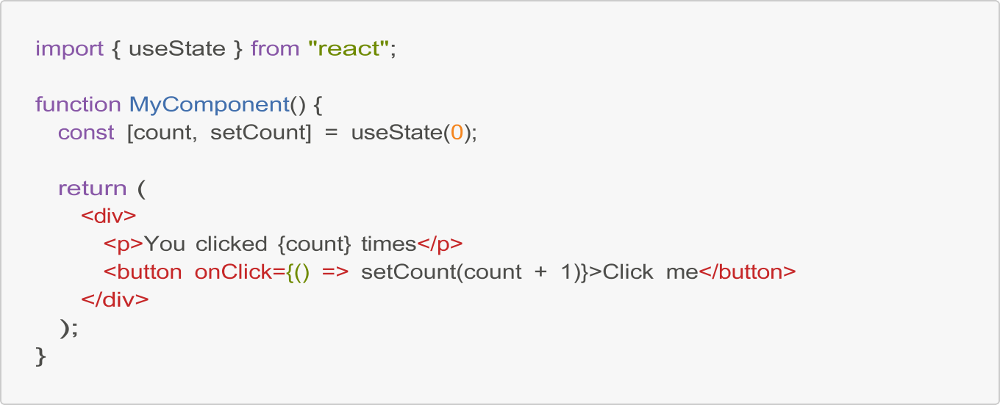 import { useState } from "react";
function MyComponent() {
const [count, setCount] = useState(0);
return (
<div>
<p>You clicked {count} times</p>
<button onClick={() => setCount(count + 1)}>Click me</button>
</div>
);
}